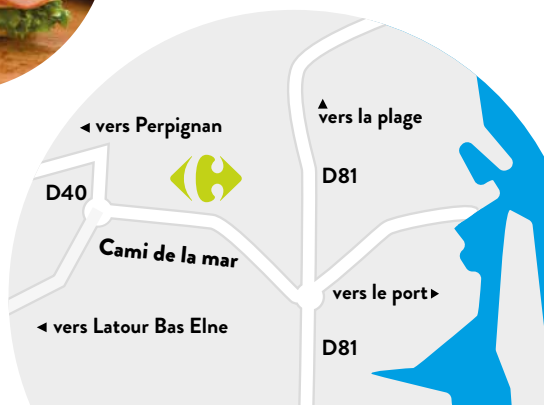 ▲
vers la plage
◄ vers Perpignan
D81
D40
Cami de la mar
vers le port ►
◄ vers Latour Bas Elne
D81